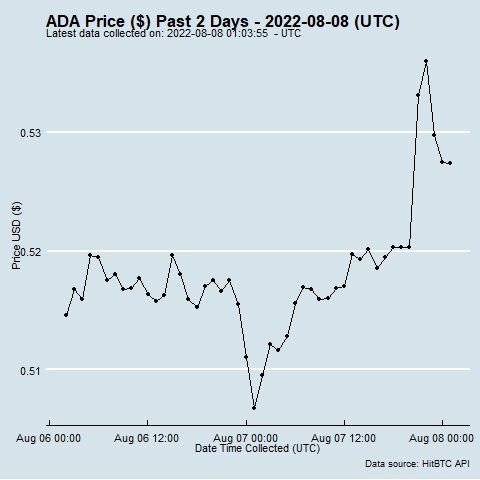 ADA Price ($) Past 2 Days - 2022-08-08 (UTC)
Latest data collected on: 2022-08-08 01:03:55 - UTC
0.53
0.52
0.51
Price USD ($)
Aug 06 00:00 Aug 06 12:00 Aug 07 00:00 Aug 07 12:00 Aug 08 00:00
Date Time Collected (UTC)
Data source: HitBTC API